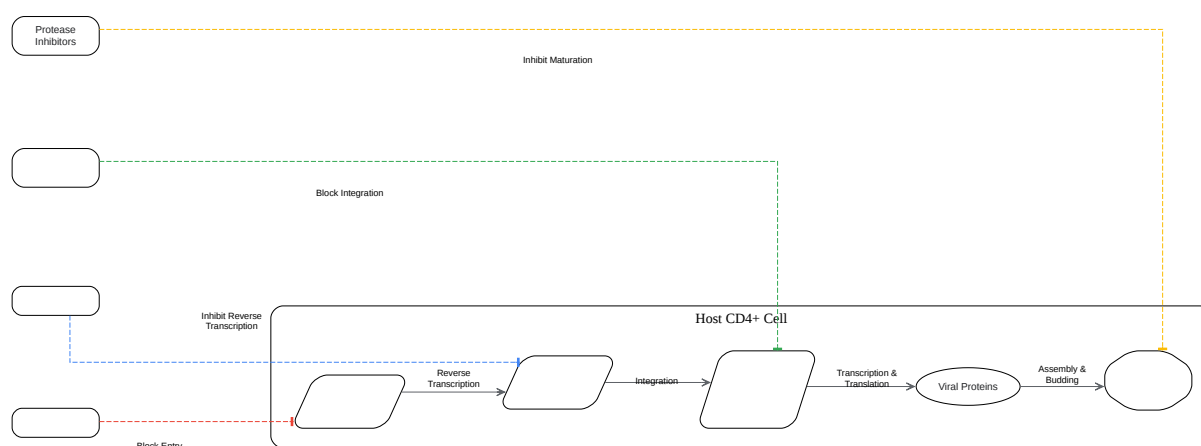 Protease
Inhibitors
Inhibit Maturation
Block Integration
Inhibit Reverse
Transcription
Host CD4+ Cell
Reverse
Transcription
Integration
Transcription &
Translation
Viral Proteins
Assembly &
Budding
Block Entry